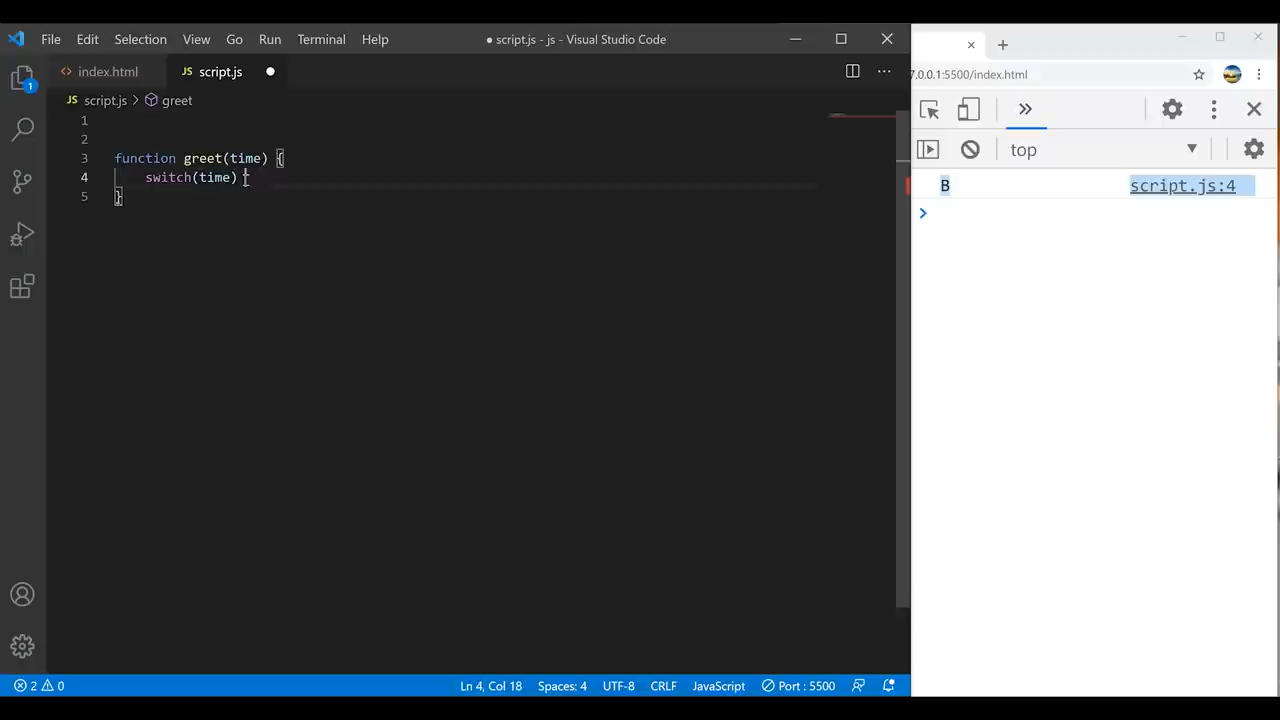 File Edit Selection View Go Run Terminal Help ● script.js - js - Visual Studio Code
index.html JS script.js ●
7.0.0.1:5500/index.html
JS script.js > greet
1
2
3 function greet(time) {
4 switch(time)
5 }
1
top
B script.js:4
>
2 0 Ln 4, Col 18 Spaces: 4 UTF-8 CRLF JavaScript Port : 5500